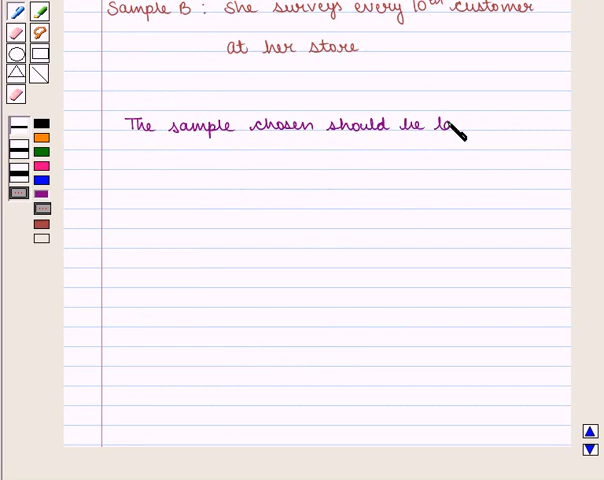 Sample B : She surveys every 10th customer
at her store
The sample chosen should be